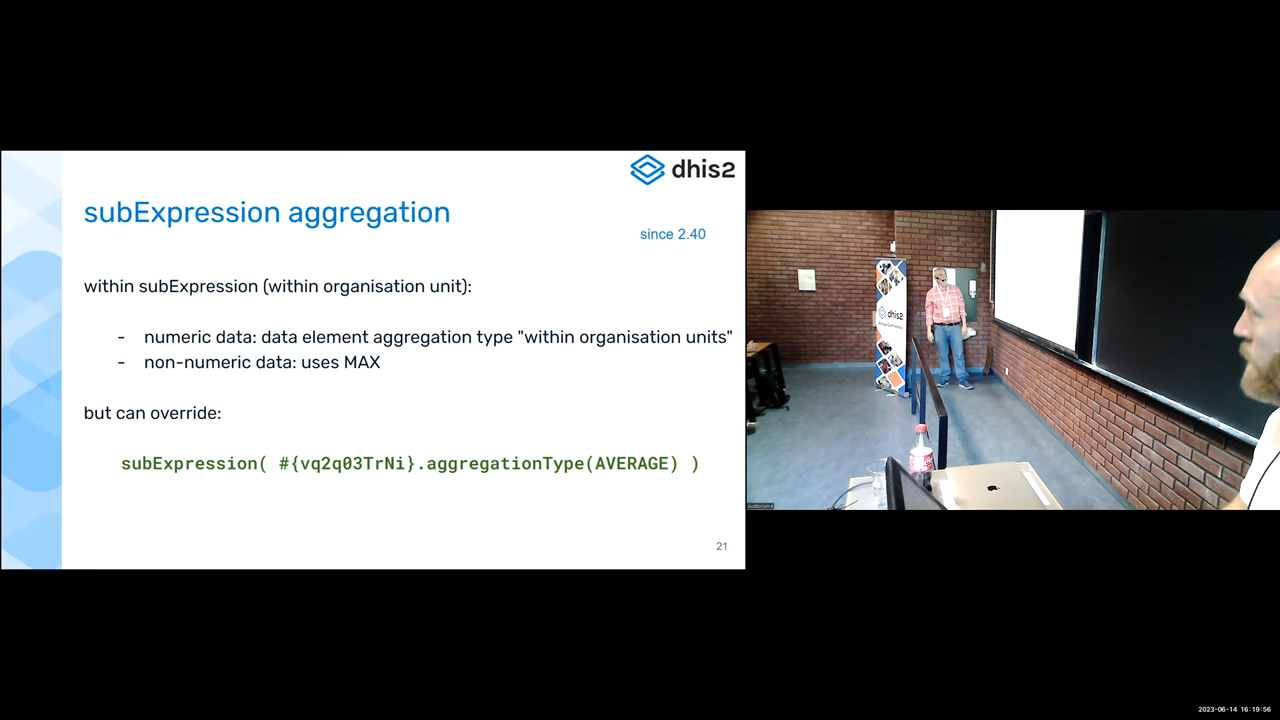 dhis2
subExpression aggregation
since 2.40
within subExpression (within organisation unit):
- numeric data: data element aggregation type "within organisation units"
- non-numeric data: uses MAX
but can override:
subExpression( #{vq2q03TrNi}.aggregationType(AVERAGE) )
21
dhis2
2023-06-14 16:19:56